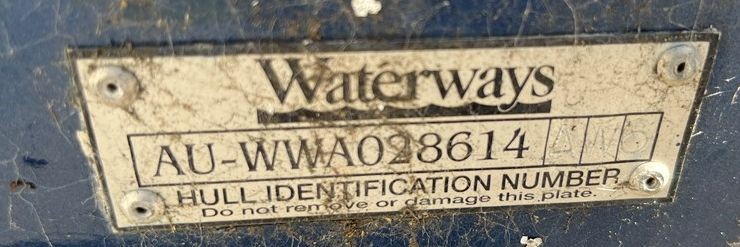 Waterways
AU-WWA028614
HULL IDENTIFICATION NUMBER
Do not remove or damage this plate.